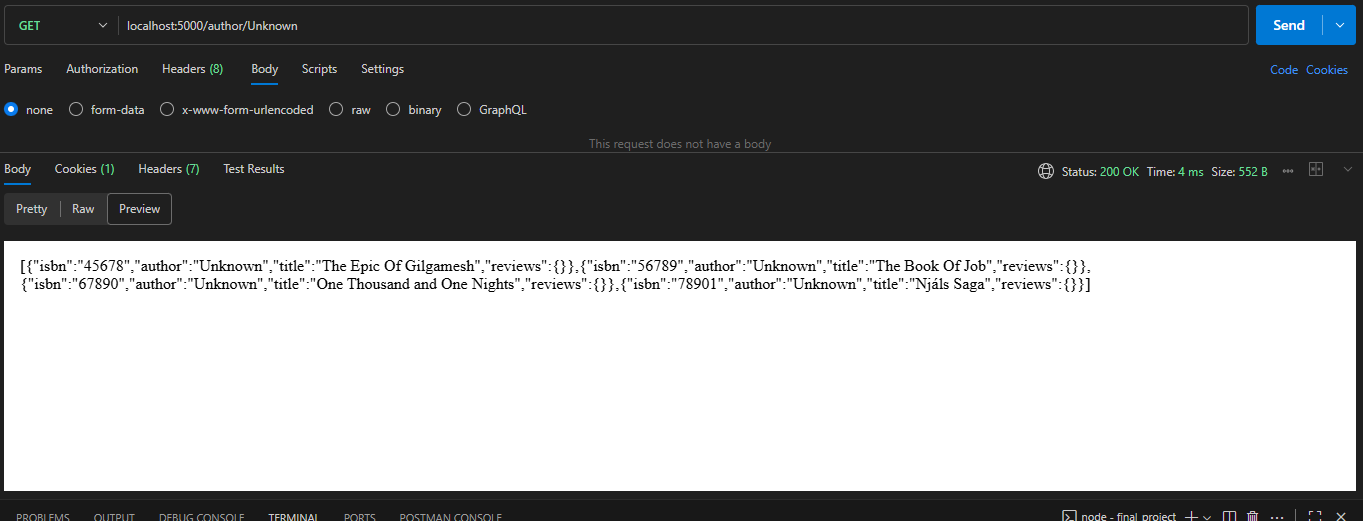 GET localhost:5000/author/Unknown Send
Params Authorization Headers (8) Body Scripts Settings Code Cookies
none form-data x-www-form-urlencoded raw binary GraphQL
This request does not have a body
Body Cookies (1) Headers (7) Test Results Status: 200 OK Time: 4 ms Size: 552 B
Pretty Raw Preview
[{"isbn":"45678","author":"Unknown","title":"The Epic Of Gilgamesh","reviews":{}},{"isbn":"56789","author":"Unknown","title":"The Book Of Job","reviews":{}},
{"isbn":"67890","author":"Unknown","title":"One Thousand and One Nights","reviews":{}},{"isbn":"78901","author":"Unknown","title":"Njáls Saga","reviews":{}}]
PROBLEMS OUTPUT DEBUG CONSOLE TERMINAL PORTS POSTMAN CONSOLE node - final_project